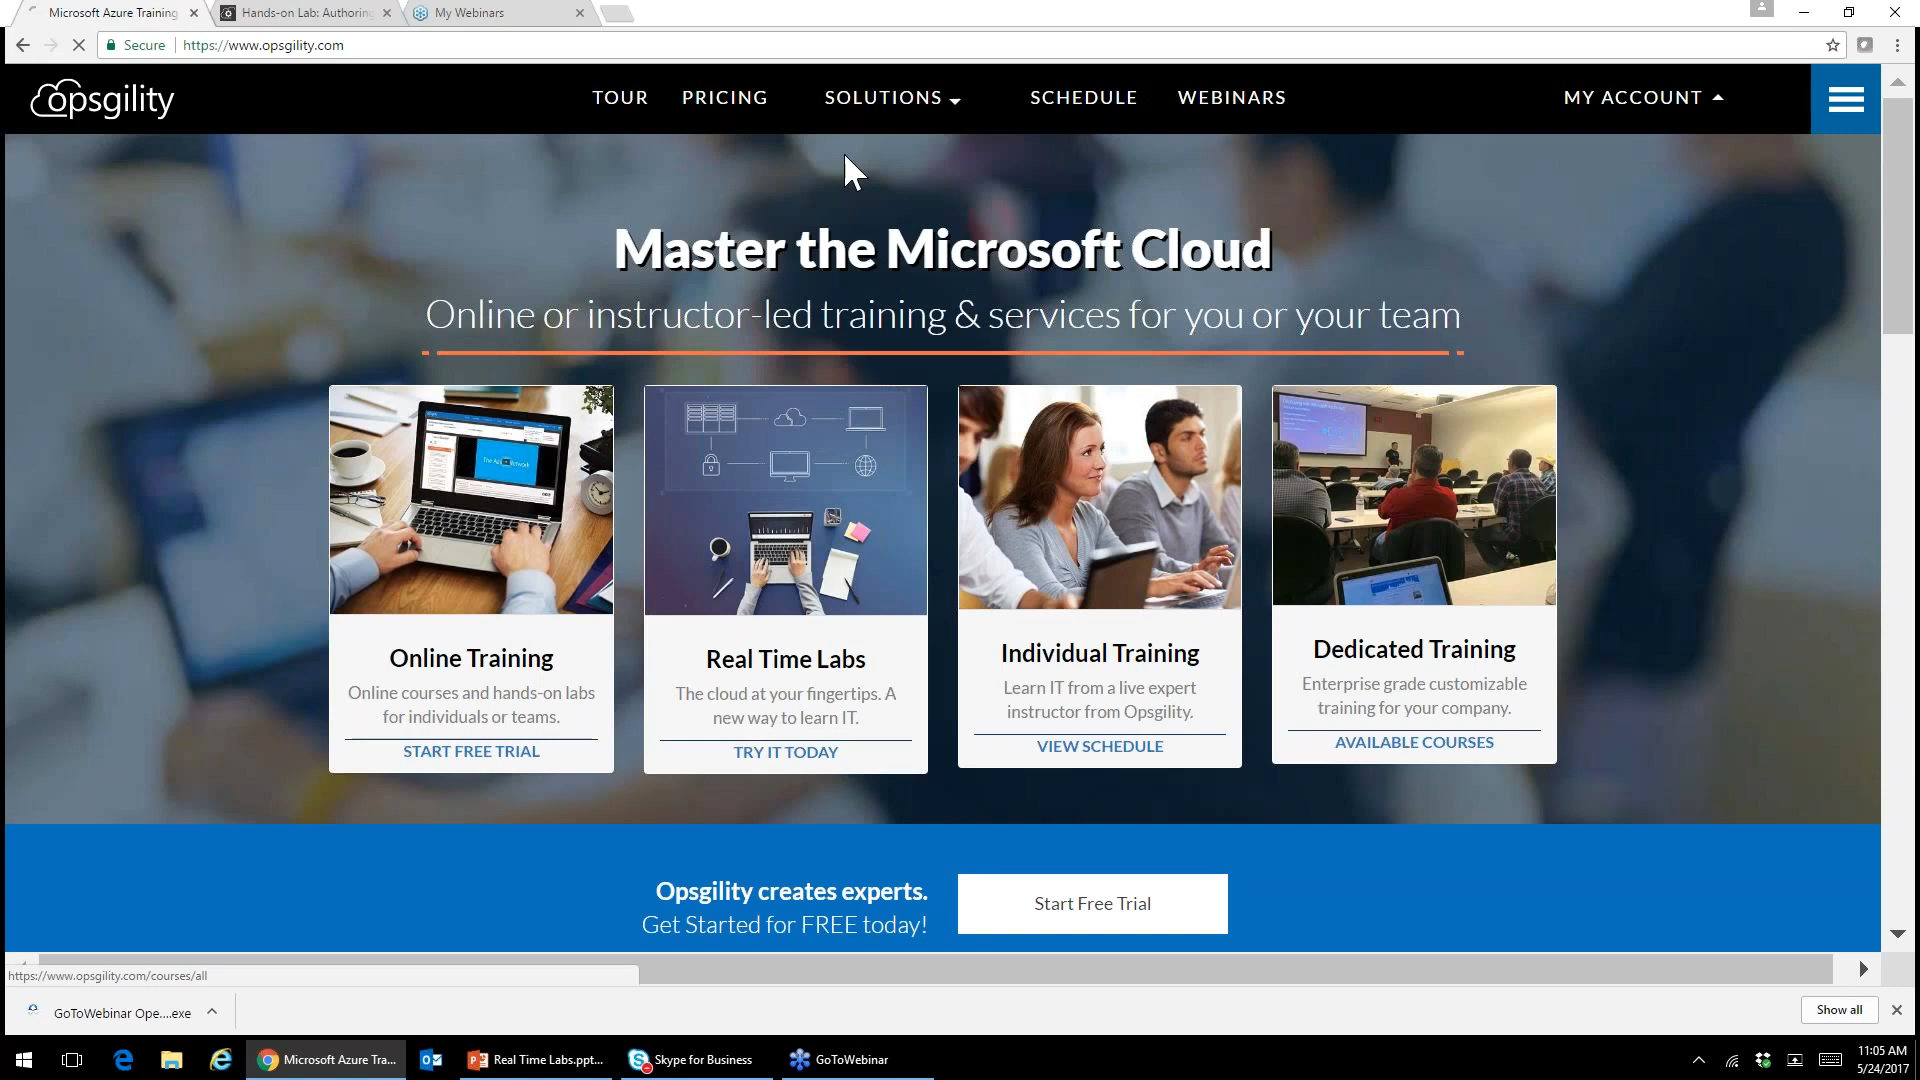 Microsoft Azure Training
Hands-on Lab: Authoring
My Webinars
Secure
https://www.opsgility.com
opsgility
TOUR
PRICING
SOLUTIONS
SCHEDULE
WEBINARS
MY ACCOUNT
Master the Microsoft Cloud
Online or instructor-led training & services for you or your team
Online Training
Online courses and hands-on labs
for individuals or teams.
START FREE TRIAL
Real Time Labs
The cloud at your fingertips. A
new way to learn IT.
TRY IT TODAY
Individual Training
Learn IT from a live expert
instructor from Opsgility.
VIEW SCHEDULE
Dedicated Training
Enterprise grade customizable
training for your company.
AVAILABLE COURSES
Opsgility creates experts.
Get Started for FREE today!
Start Free Trial
https://www.opsgility.com/courses/all
GoToWebinar Ope....exe
Show all
Microsoft Azure Tra...
Real Time Labs.ppt...
Skype for Business
GoToWebinar
11:05 AM
5/24/2017